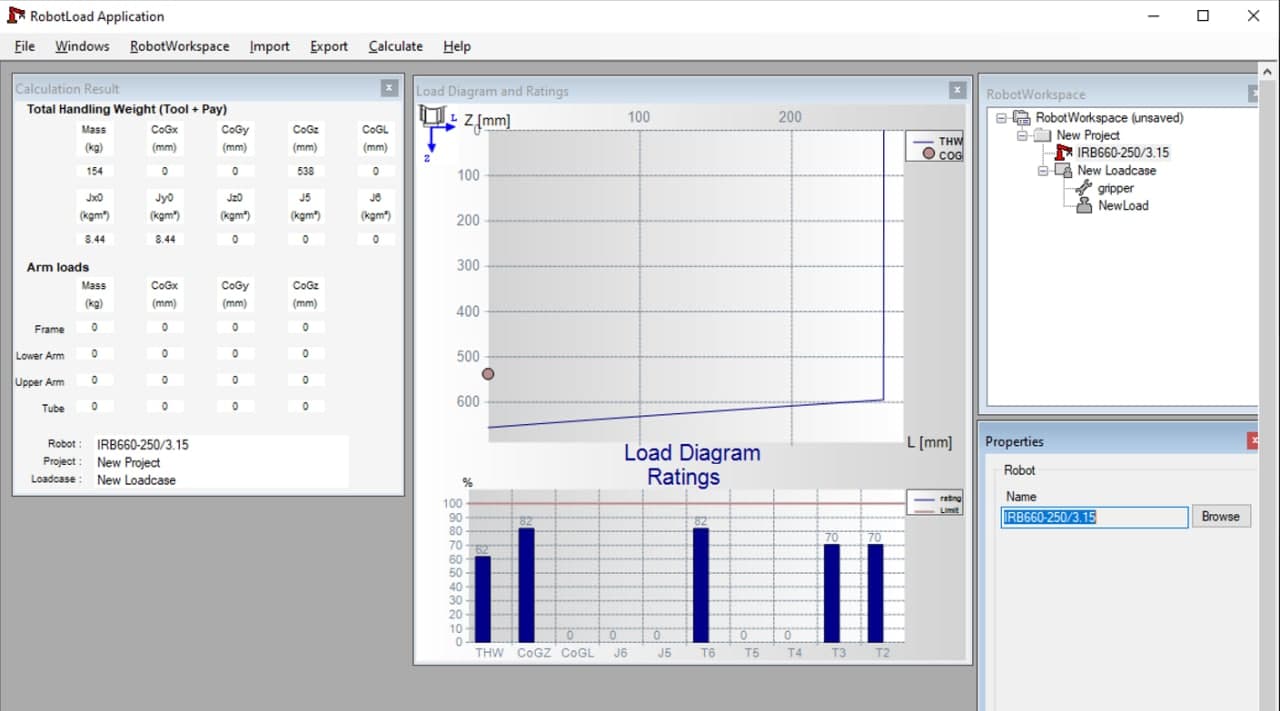 RobotLoad Application
File Windows RobotWorkspace Import Export Calculate Help
Calculation Result
Total Handling Weight (Tool + Pay)
Mass CoGx CoGy CoGz CoGL
(kg) (mm) (mm) (mm) (mm)
154 0 0 538 0
Jx0 Jy0 Jz0 J5 J6
(kgm²) (kgm²) (kgm²) (kgm²) (kgm²)
8.44 8.44 0 0 0
Arm loads
Mass CoGx CoGy CoGz
(kg) (mm) (mm) (mm)
Frame 0 0 0 0
Lower Arm 0 0 0 0
Upper Arm 0 0 0 0
Tube 0 0 0 0
Robot : IRB660-250/3.15
Project : New Project
Loadcase : New Loadcase
Load Diagram and Ratings
L Z [mm] 100 200
Z
0
100
200
300
400
500
600
THW
COG
L [mm]
Load Diagram
Ratings
%
100
90
80
70
60
50
40
30
20
10
0
62 82 0 0 0 82 0 0 70 70
THW CoGZ CoGL J6 J5 T6 T5 T4 T3 T2
rating
Limit
RobotWorkspace
RobotWorkspace (unsaved)
New Project
IRB660-250/3.15
New Loadcase
gripper
NewLoad
Properties
Robot
Name
IRB660-250/3.15 Browse